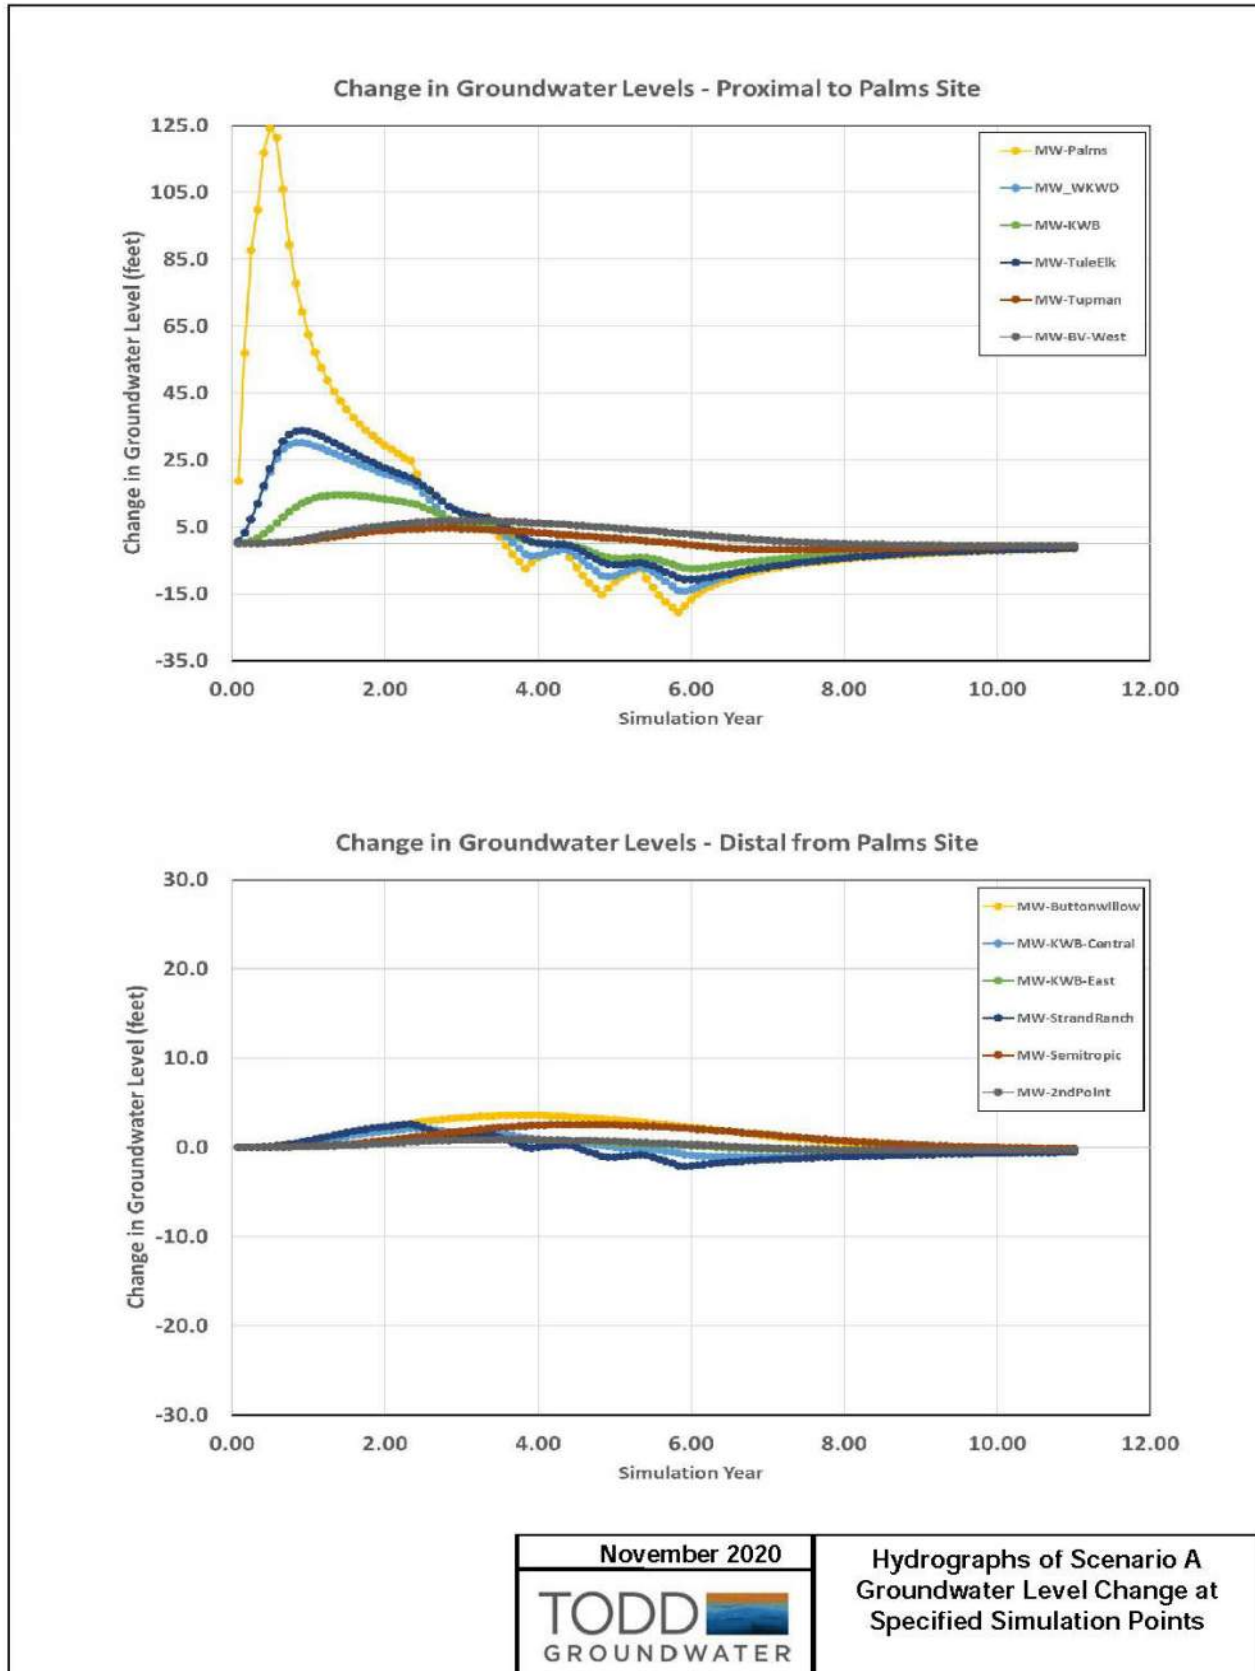 Change in Groundwater Levels - Proximal to Palms Site
125.0
105.0
85.0
65.0
45.0
25.0
5.0
-15.0
-35.0
Change in Groundwater Level (feet)
MW-Palms
MW_WKWD
MW-KWB
MW-TuleElk
MW-Tupman
MW-BV-West
0.00 2.00 4.00 6.00 8.00 10.00 12.00
Simulation Year
Change in Groundwater Levels - Distal from Palms Site
30.0
20.0
10.0
0.0
-10.0
-20.0
-30.0
Change in Groundwater Level (feet)
MW-Buttonwillow
MW-KWB-Central
MW-KWB-East
MW-StrandRanch
MW-Semitropic
MW-2ndPoint
0.00 2.00 4.00 6.00 8.00 10.00 12.00
Simulation Year
November 2020
TODD
GROUNDWATER
Hydrographs of Scenario A
Groundwater Level Change at
Specified Simulation Points